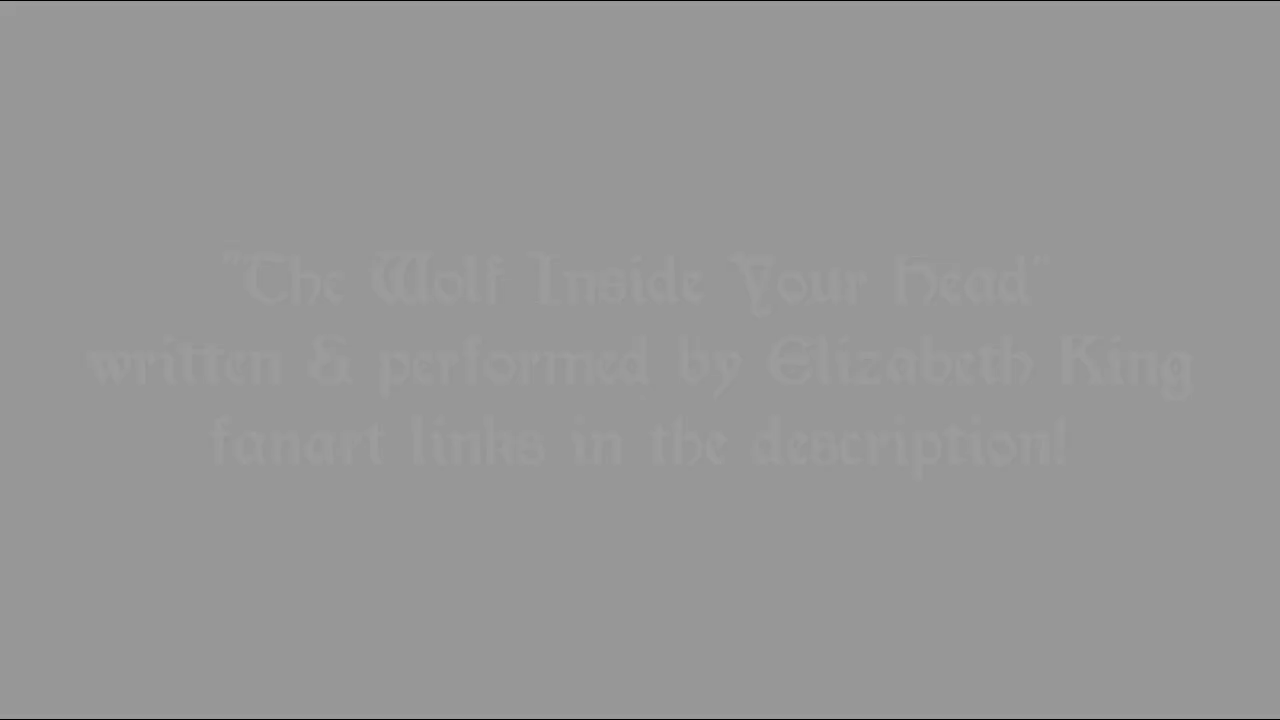 "The Wolf Inside Your Head"
written & performed by Elizabeth King
fanart links in the description!